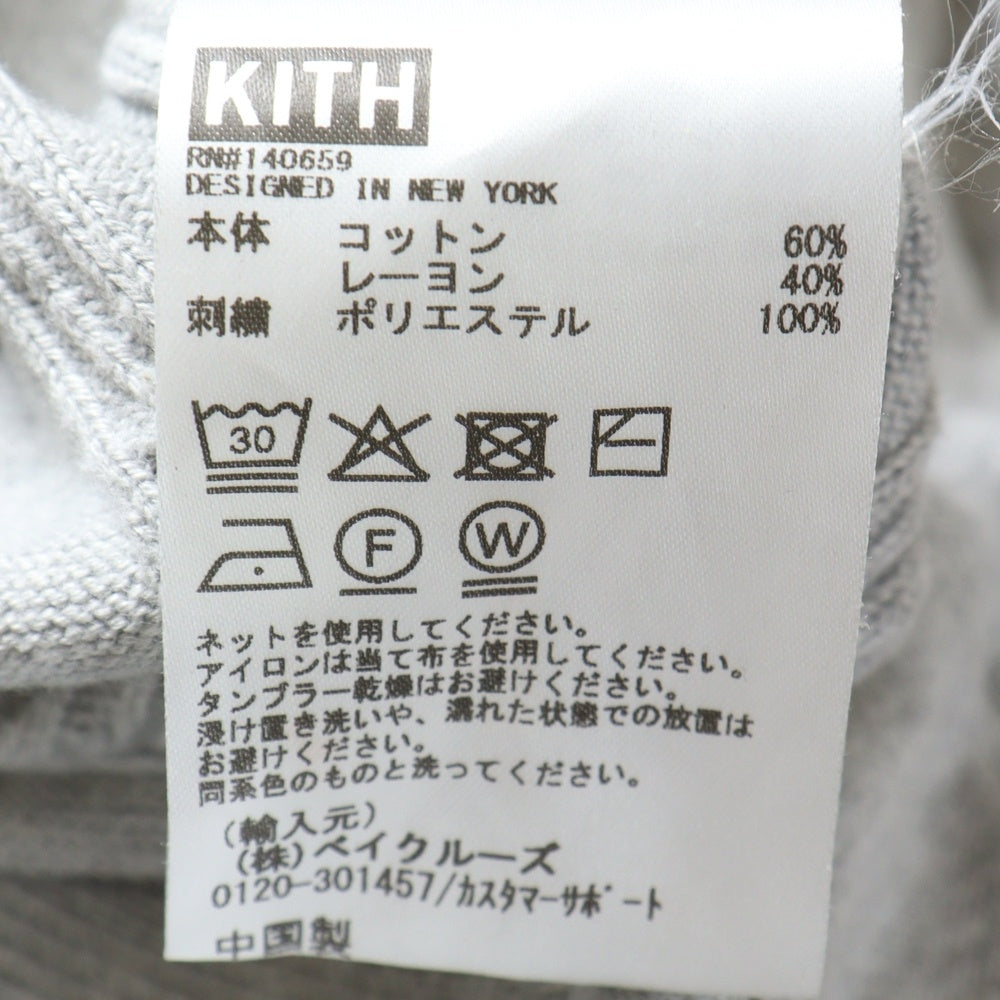 KITH
RN#140659
DESIGNED IN NEW YORK
本体 コットン 60%
レーヨン 40%
刺繍 ポリエステル 100%
30
F W
ネットを使用してください。
アイロンは当て布を使用してください。
タンブラー乾燥はお避けください。
浸け置き洗いや、濡れた状態での放置は
お避けください。
同系色のものと洗ってください。
(輸入元)
(株)ベイクルーズ
0120-301457/カスタマーサポート
中国製